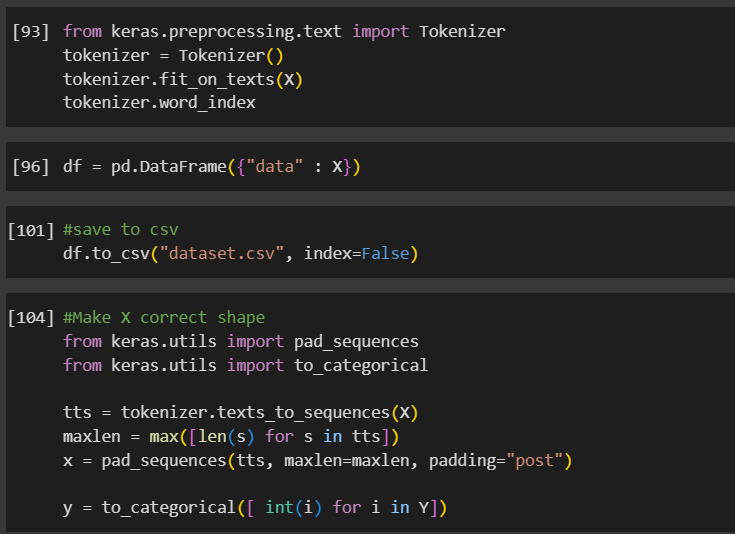 [93] from keras.preprocessing.text import Tokenizer
tokenizer = Tokenizer()
tokenizer.fit_on_texts(X)
tokenizer.word_index
[96] df = pd.DataFrame({"data" : X})
[101] #save to csv
df.to_csv("dataset.csv", index=False)
[104] #Make X correct shape
from keras.utils import pad_sequences
from keras.utils import to_categorical
tts = tokenizer.texts_to_sequences(X)
maxlen = max([len(s) for s in tts])
x = pad_sequences(tts, maxlen=maxlen, padding="post")
y = to_categorical([ int(i) for i in Y])